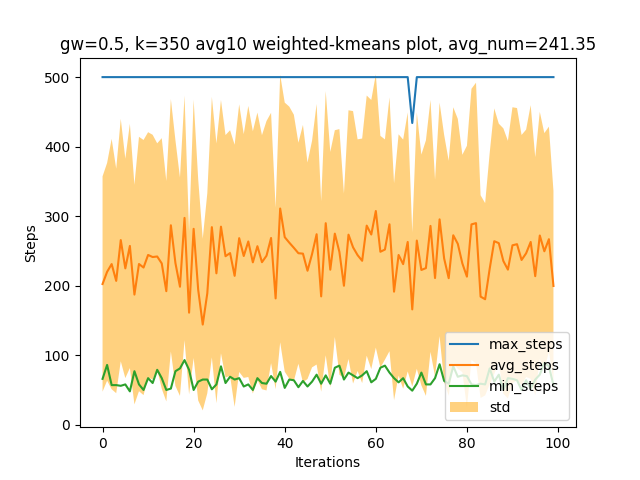 gw=0.5, k=350 avg10 weighted-kmeans plot, avg_num=241.35
500
400
300
200
100
0
Steps
0
20
40
60
80
100
Iterations
max_steps
avg_steps
min_steps
std